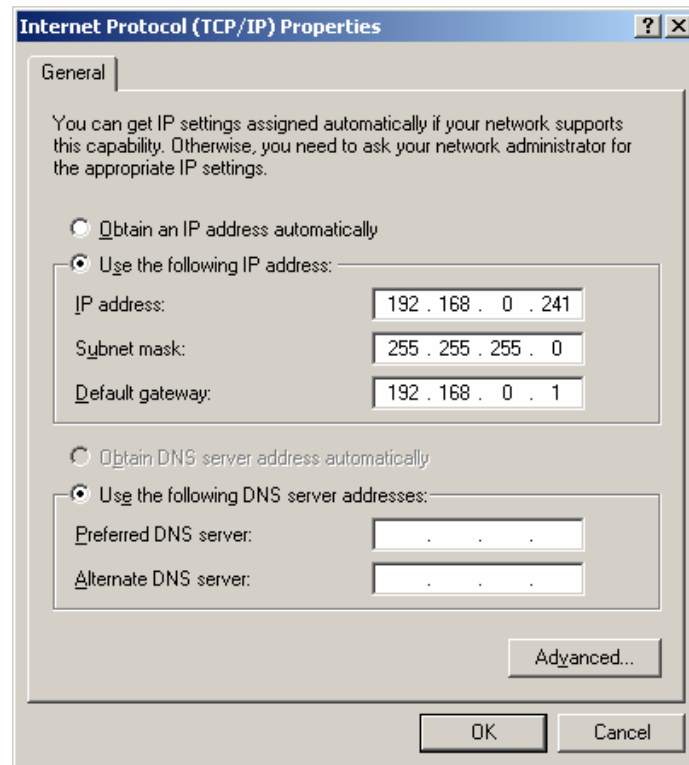 Internet Protocol (TCP/IP) Properties
General
You can get IP settings assigned automatically if your network supports
this capability. Otherwise, you need to ask your network administrator for
the appropriate IP settings.
Obtain an IP address automatically
Use the following IP address:
IP address: 192 . 168 . 0 . 241
Subnet mask: 255 . 255 . 255 . 0
Default gateway: 192 . 168 . 0 . 1
Obtain DNS server address automatically
Use the following DNS server addresses:
Preferred DNS server: . . .
Alternate DNS server: . . .
Advanced...
OK Cancel